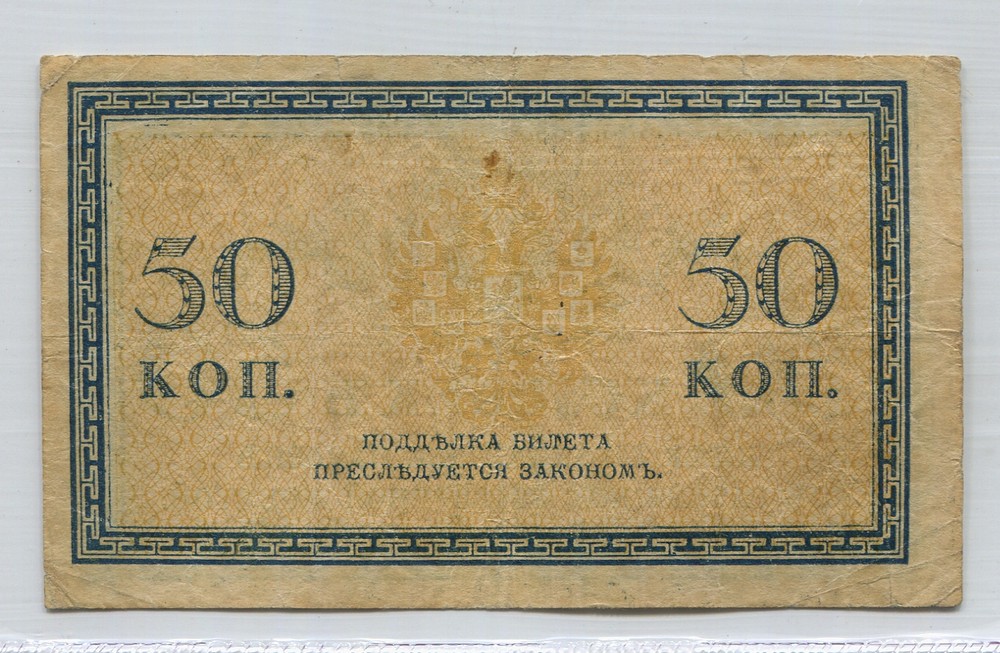 50 50
КОП. КОП.
ПОДДѢЛКА БИЛЕТА
ПРЕСЛѢДУЕТСЯ ЗАКОНОМЪ.